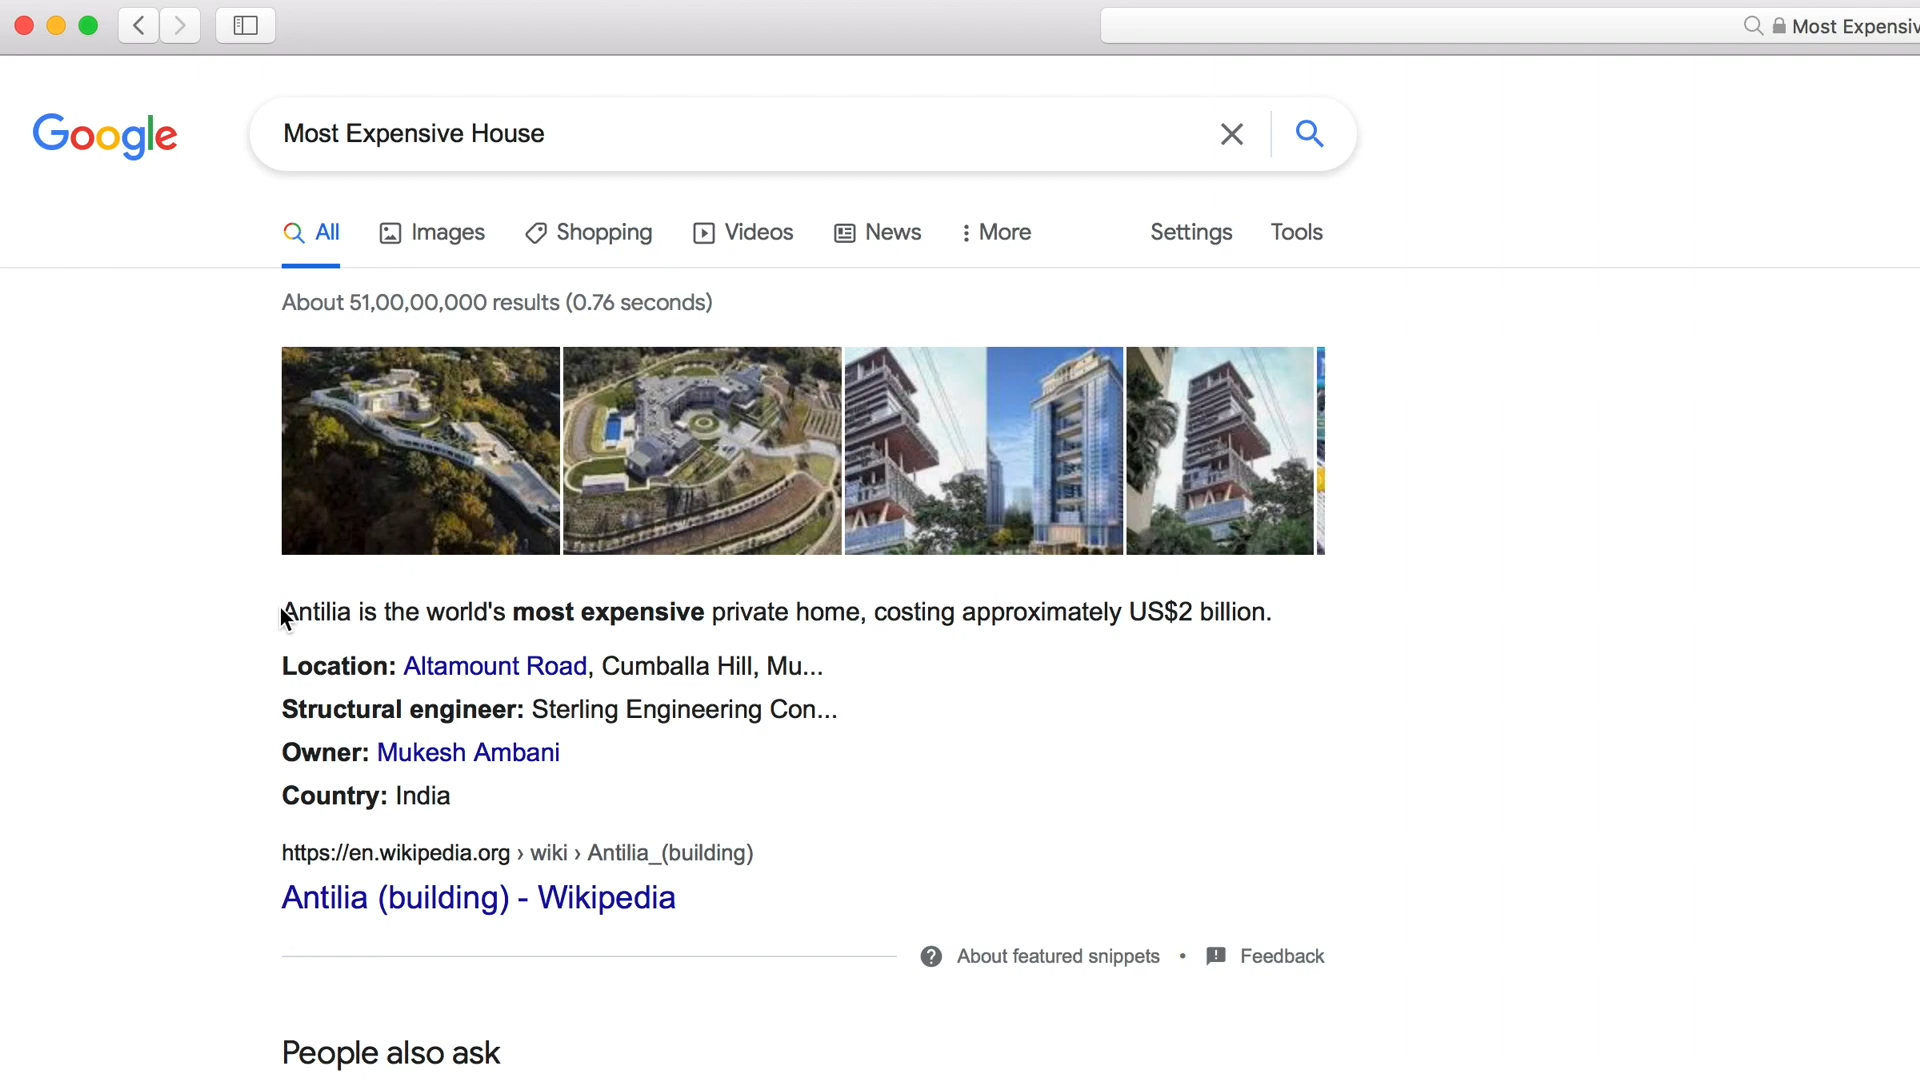 Most Expensiv
Google
Most Expensive House
All Images Shopping Videos News More Settings Tools
About 51,00,00,000 results (0.76 seconds)
Antilia is the world's most expensive private home, costing approximately US$2 billion.
Location: Altamount Road, Cumballa Hill, Mu...
Structural engineer: Sterling Engineering Con...
Owner: Mukesh Ambani
Country: India
https://en.wikipedia.org › wiki › Antilia_(building)
Antilia (building) - Wikipedia
About featured snippets • Feedback
People also ask